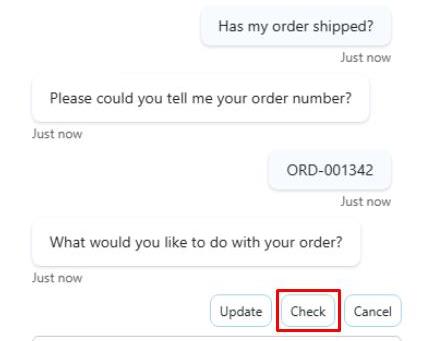 Has my order shipped?
Just now
Please could you tell me your order number?
Just now
ORD-001342
Just now
What would you like to do with your order?
Just now
Update Check Cancel